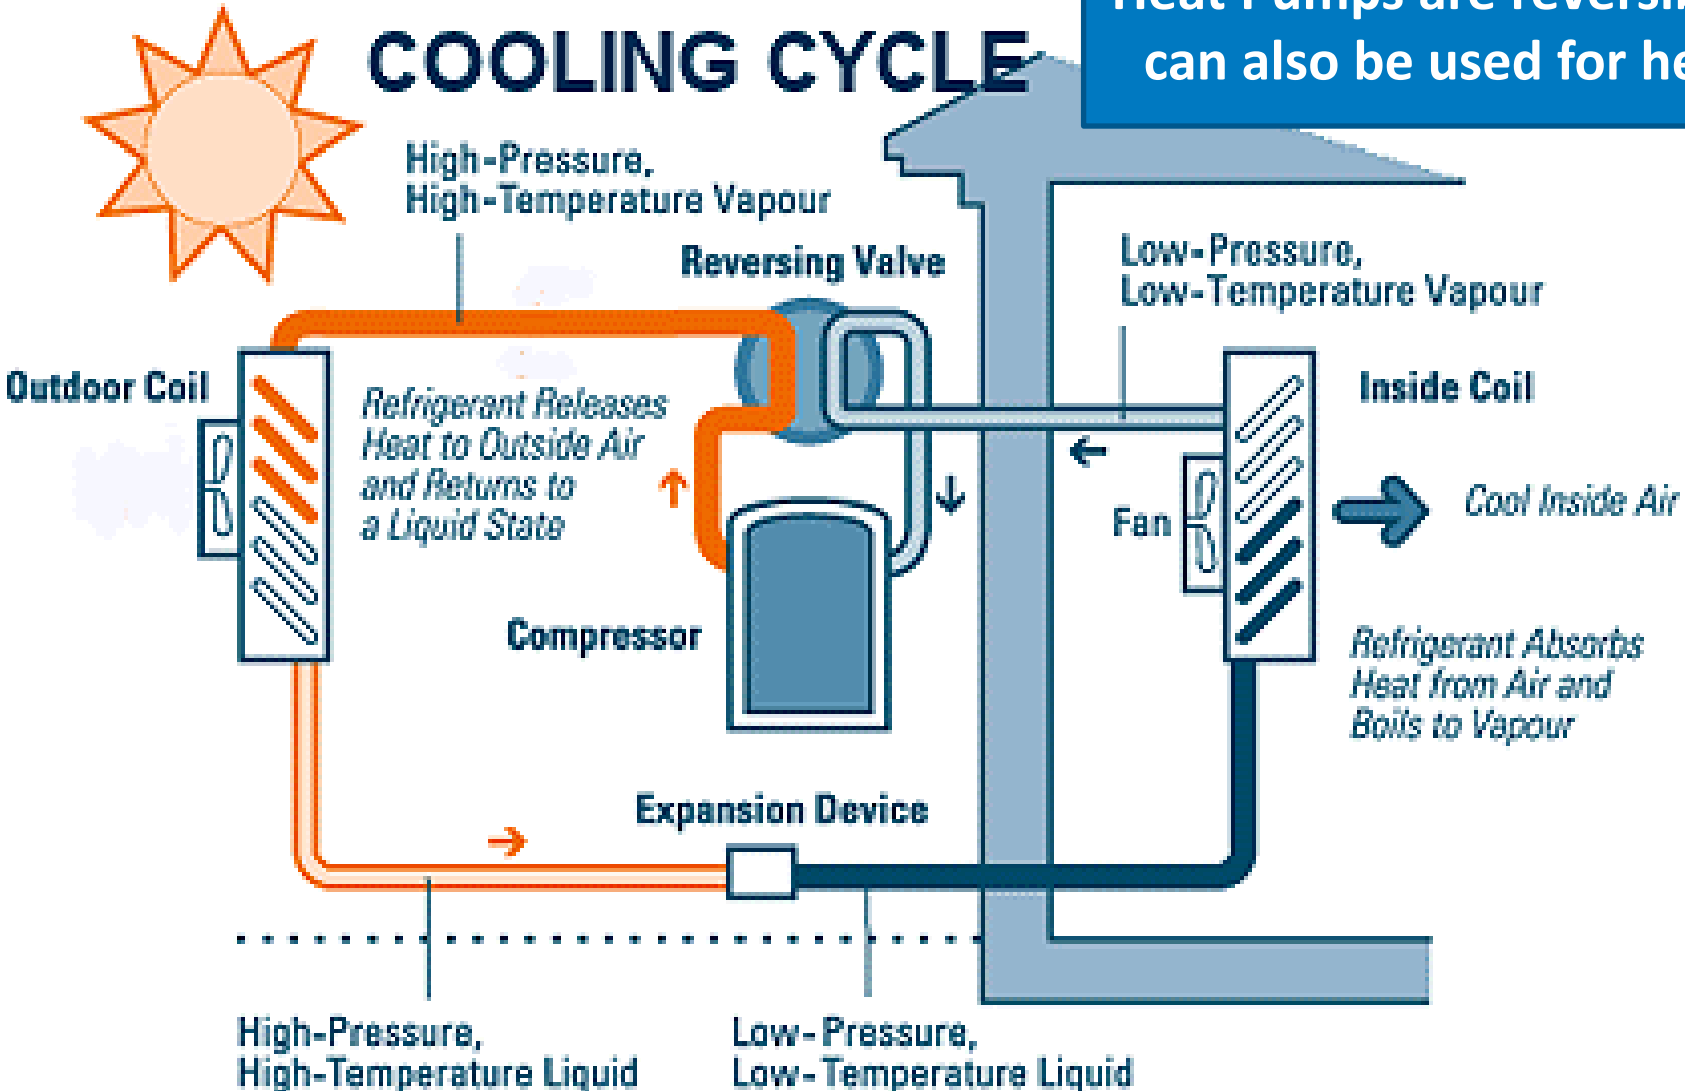 Heat Pumps are
can also be used for
COOLING CYCLE
High-Pressure,
High-Temperature Vapour
Reversing Valve
Low-Pressure,
Low-Temperature Vapour
Outdoor Coil
Inside Coil
Refrigerant Releases
Heat to Outside Air
and Returns to
a Liquid State
Cool Inside Air
Fan
Compressor
Refrigerant Absorbs
Heat from Air and
Boils to Vapour
Expansion Device
High-Pressure,
High-Temperature Liquid
Low-Pressure,
Low-Temperature Liquid